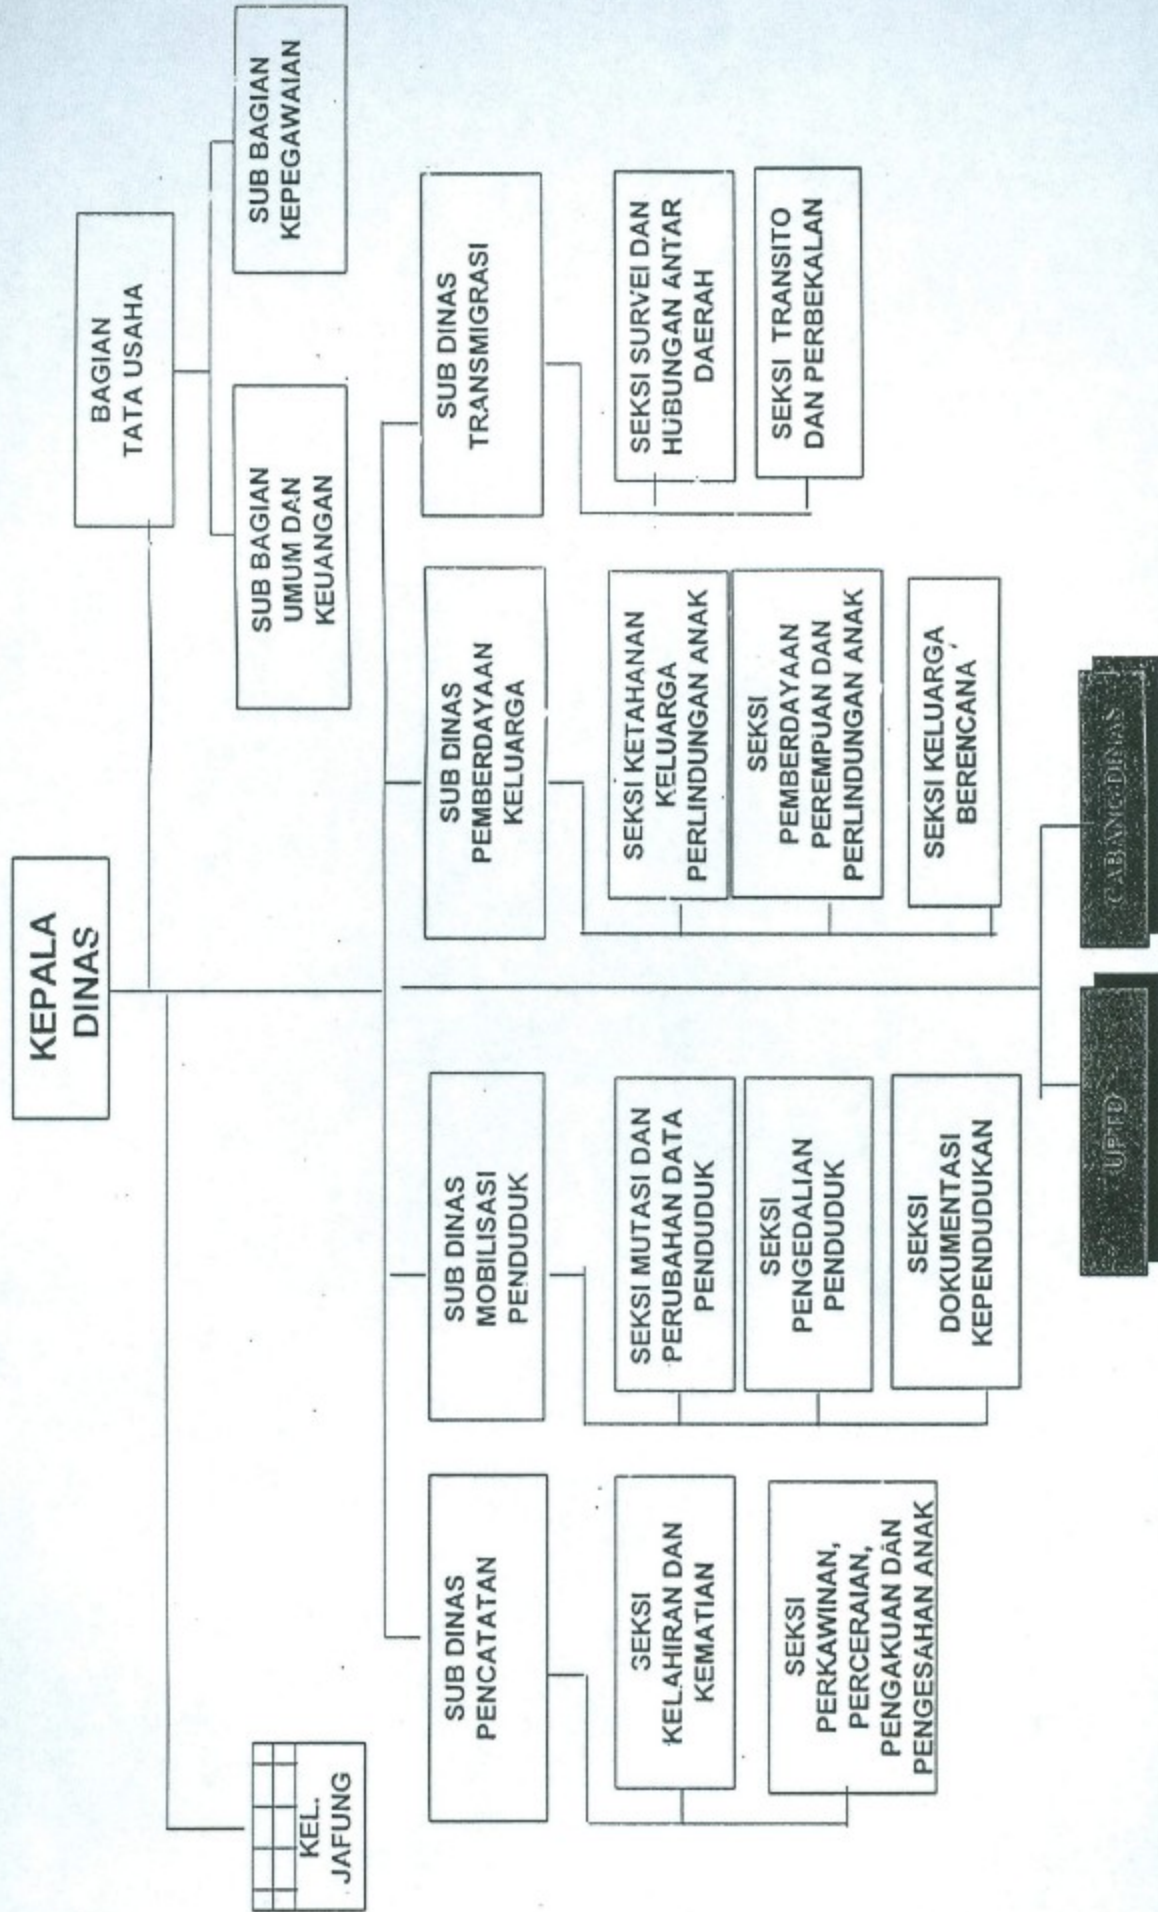 KEPALA
DINAS
BAGIAN
TATA USAHA
KEL.
JAFUNG
SUB BAGIAN
UMUM DAN
KEUANGAN
SUB BAGIAN
KEPEGAWAIAN
SUB DINAS
PENCATATAN
SUB DINAS
MOBILISASI
PENDUDUK
SUB DINAS
PEMBERDAYAAN
KELUARGA
SUB DINAS
TRANSMIGRASI
SEKSI
KELAHIRAN DAN
KEMATIAN
SEKSI
PERKAWINAN,
PERCERAIAN,
PENGAKUAN DAN
PENGESAHAN ANAK
SEKSI MUTASI DAN
PERUBAHAN DATA
PENDUDUK
SEKSI
PENGEDALIAN
PENDUDUK
SEKSI
DOKUMENTASI
KEPENDUDUKAN
SEKSI KETAHANAN
KELUARGA
PERLINDUNGAN ANAK
SEKSI
PEMBERDAYAAN
PEREMPUAN DAN
PERLINDUNGAN ANAK
SEKSI KELUARGA
BERENCANA
SEKSI SURVEI DAN
HUBUNGAN ANTAR
DAERAH
SEKSI TRANSITO
DAN PERBEKALAN
UPTD
CABANG DINAS